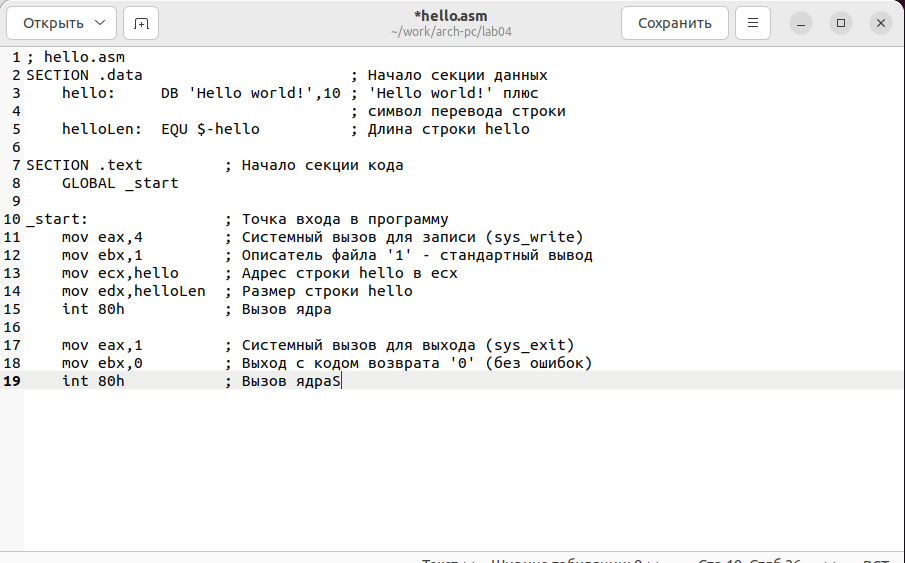 Открыть
*hello.asm
~/work/arch-pc/lab04
Сохранить
1 ; hello.asm
2 SECTION .data                       ; Начало секции данных
3     hello:     DB 'Hello world!',10 ; 'Hello world!' плюс
4                                     ; символ перевода строки
5     helloLen:  EQU $-hello          ; Длина строки hello
6
7 SECTION .text         ; Начало секции кода
8     GLOBAL _start
9
10 _start:               ; Точка входа в программу
11     mov eax,4         ; Системный вызов для записи (sys_write)
12     mov ebx,1         ; Описатель файла '1' - стандартный вывод
13     mov ecx,hello     ; Адрес строки hello в ecx
14     mov edx,helloLen  ; Размер строки hello
15     int 80h           ; Вызов ядра
16
17     mov eax,1         ; Системный вызов для выхода (sys_exit)
18     mov ebx,0         ; Выход с кодом возврата '0' (без ошибок)
19     int 80h           ; Вызов ядраS